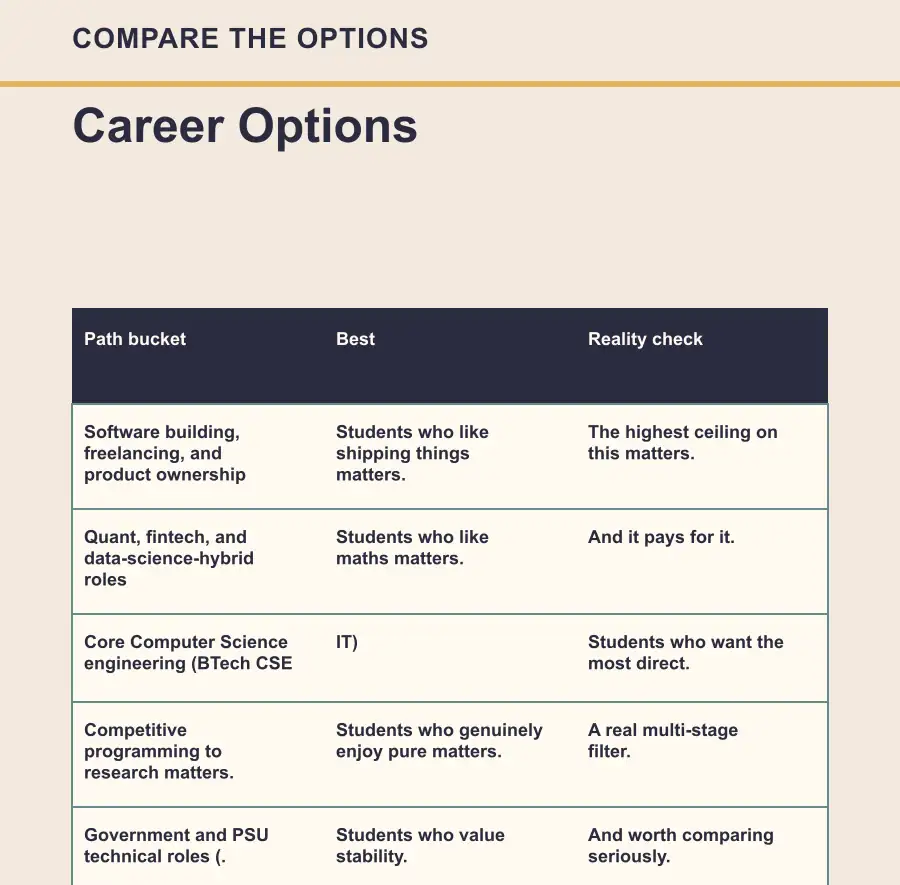 COMPARE THE OPTIONS
Career Options
Path bucket
Best
Reality check
Software building,
freelancing, and
product ownership
Students who like
shipping things
matters.
The highest ceiling on
this matters.
Quant, fintech, and
data-science-hybrid
roles
Students who like
maths matters.
And it pays for it.
Core Computer Science
engineering (BTech CSE
IT)
Students who want the
most direct.
Competitive
programming to
research matters.
Students who genuinely
enjoy pure matters.
A real multi-stage
filter.
Government and PSU
technical roles (.
Students who value
stability.
And worth comparing
seriously.